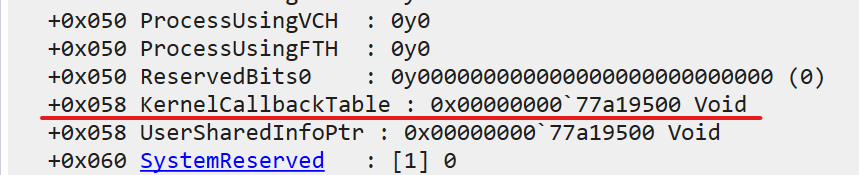 +0x050 ProcessUsingVCH  : 0y0
+0x050 ProcessUsingFTH  : 0y0
+0x050 ReservedBits0    : 0y000000000000000000000000000 (0)
+0x058 KernelCallbackTable : 0x00000000`77a19500 Void
+0x058 UserSharedInfoPtr : 0x00000000`77a19500 Void
+0x060 SystemReserved   : [1] 0